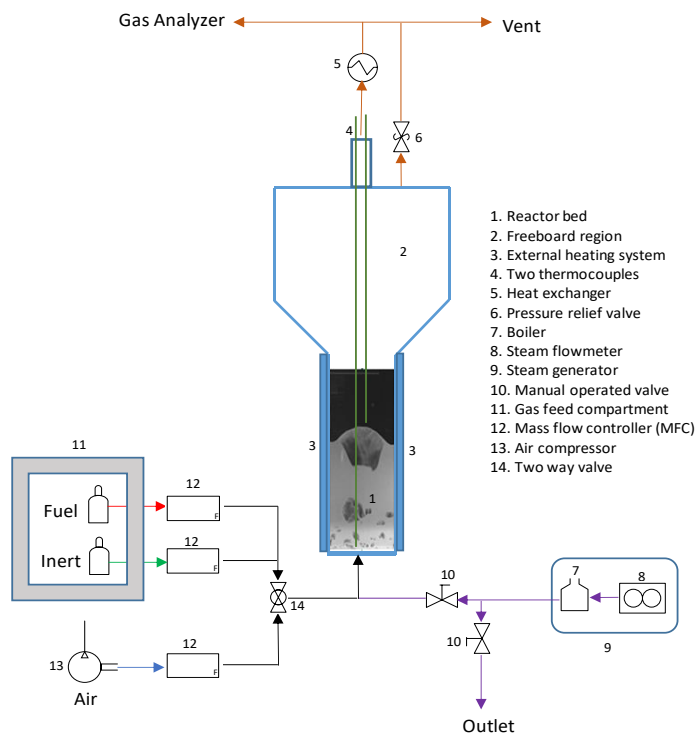 Gas Analyzer
Vent
5
4
6
2
1. Reactor bed
2. Freeboard region
3. External heating system
4. Two thermocouples
5. Heat exchanger
6. Pressure relief valve
7. Boiler
8. Steam flowmeter
9. Steam generator
10. Manual operated valve
11. Gas feed compartment
12. Mass flow controller (MFC)
13. Air compressor
14. Two way valve
3
3
1
11
12
Fuel
F
12
Inert
F
14
10
7
8
10
9
12
13
F
Air
Outlet